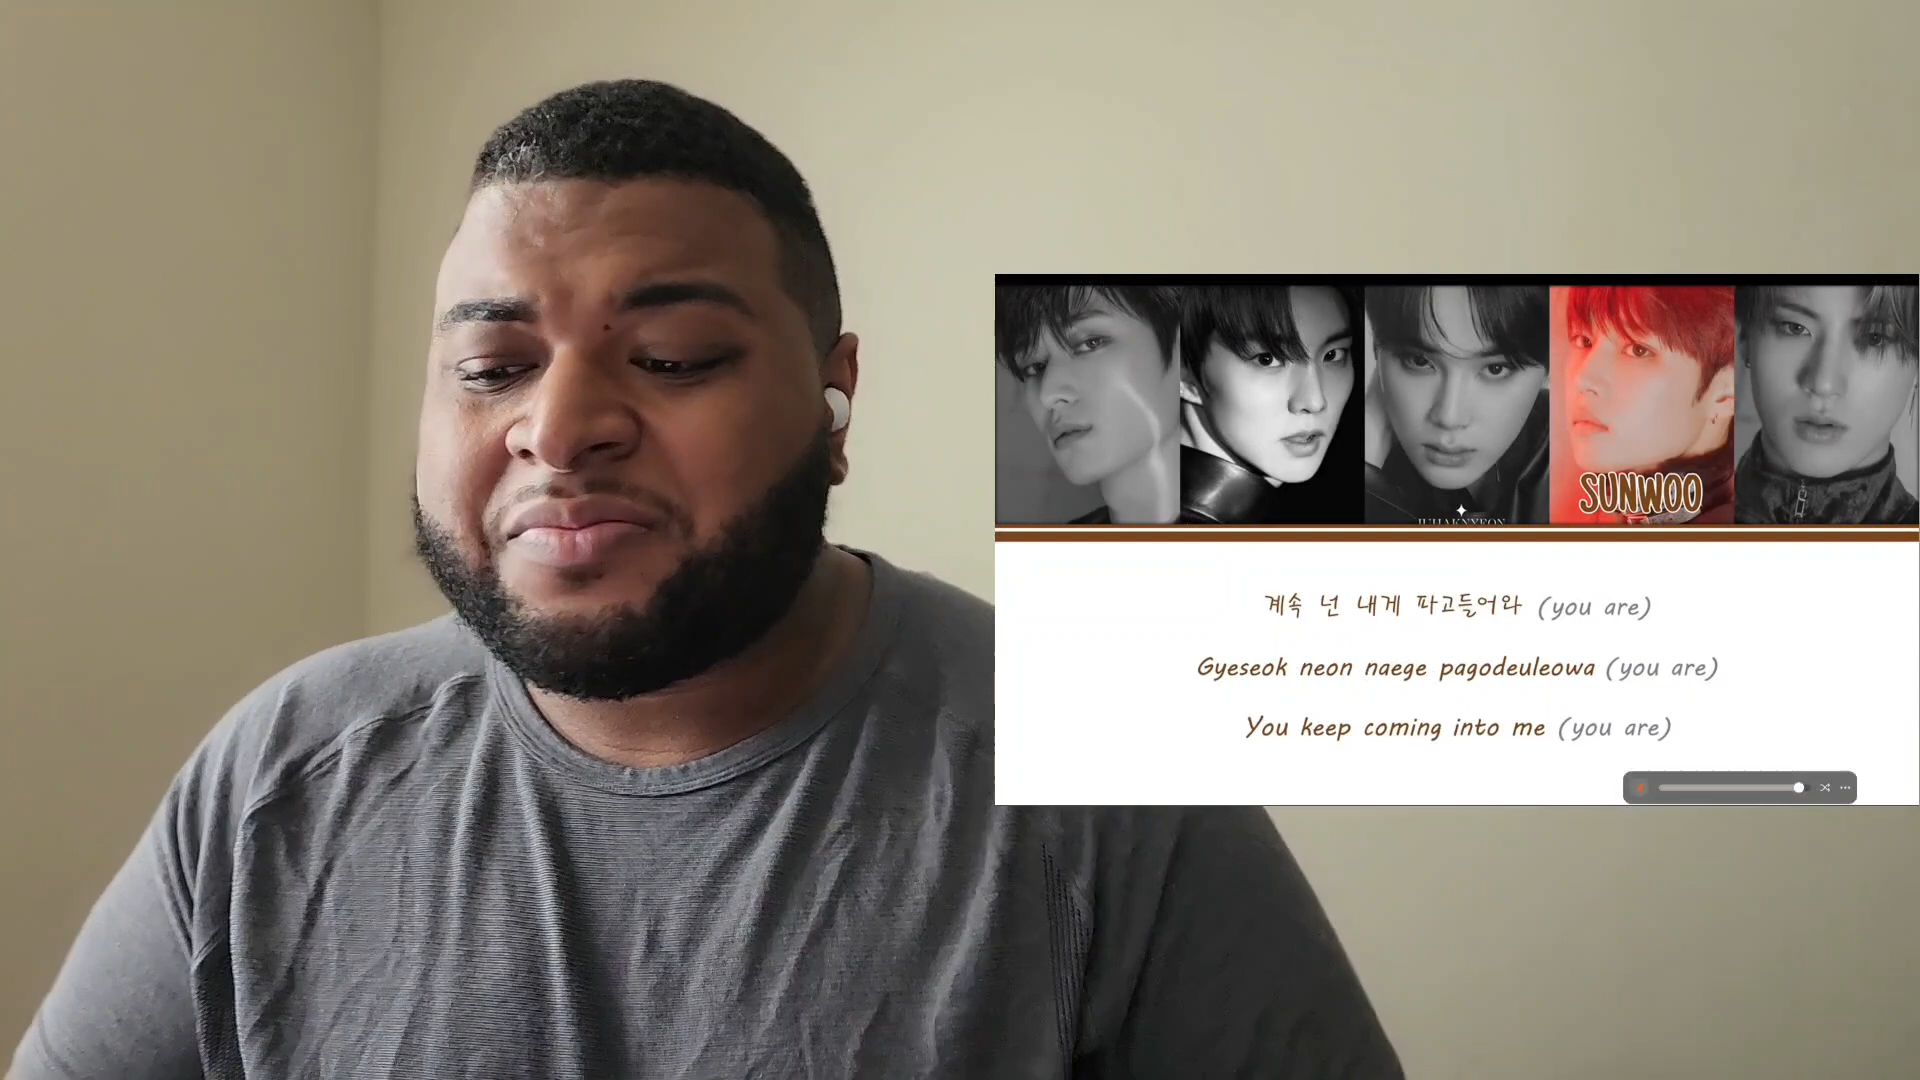 JUHAKNYEON
SUNWOO
계속 넌 내게 파고들어와 (you are)
Gyeseok neon naege pagodeuleowa (you are)
You keep coming into me (you are)